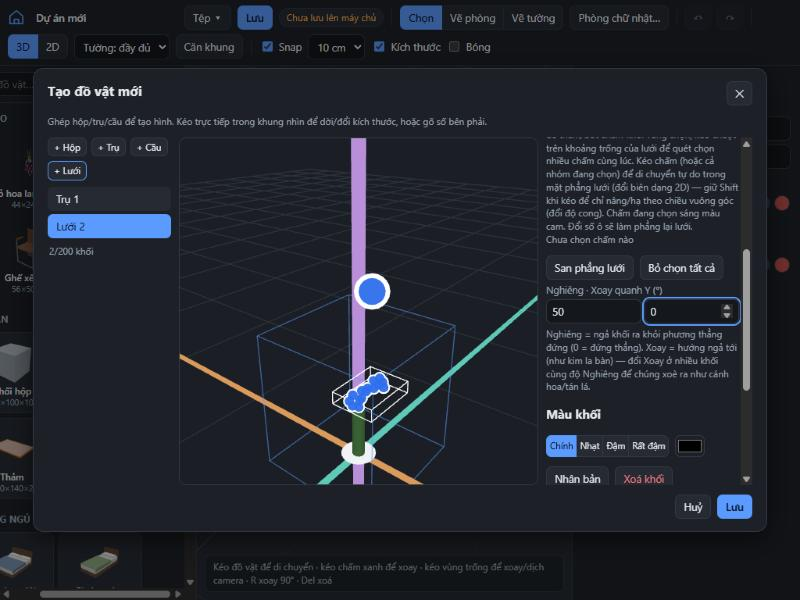 Dự án mới
Tệp ▾
Lưu
Chưa lưu lên máy chủ
Chọn
Vẽ phòng
Vẽ tường
Phòng chữ nhật...
3D
2D
Tường: đầy đủ
Căn khung
Snap
10 cm
Kích thước
Bóng
Tạo đồ vật mới
Ghép hộp/trụ/cầu để tạo hình. Kéo trực tiếp trong khung nhìn để dời/đổi kích thước, hoặc gõ số bên phải.
+ Hộp
+ Trụ
+ Cầu
+ Lưới
Trụ 1
Lưới 2
2/200 khối
trên khoảng trống của lưới để quét chọn
nhiều chấm cùng lúc. Kéo chấm (hoặc cả
nhóm đang chọn) để di chuyển tự do trong
mặt phẳng lưới (đổi biên dạng 2D) — giữ Shift
khi kéo để chỉ nâng/hạ theo chiều vuông góc
(đổi độ cong). Chấm đang chọn sáng màu
cam. Đổi số ô sẽ làm phẳng lại lưới.
Chưa chọn chấm nào
San phẳng lưới
Bỏ chọn tất cả
Nghiêng · Xoay quanh Y (°)
50
0
Nghiêng = ngả khối ra khỏi phương thẳng
đứng (0 = đứng thẳng). Xoay = hướng ngả tới
(như kim la bàn) — đổi Xoay ở nhiều khối
cùng độ Nghiêng để chúng xoè ra như cánh
hoa/tán lá.
Màu khối
Chính
Nhạt
Đậm
Rất đậm
Nhân bản
Xoá khối
Huỷ
Lưu
Thảm
Kéo đồ vật để di chuyển · kéo chấm xanh để xoay · kéo vùng trống để xoay/dịch
camera · R xoay 90° · Del xoá